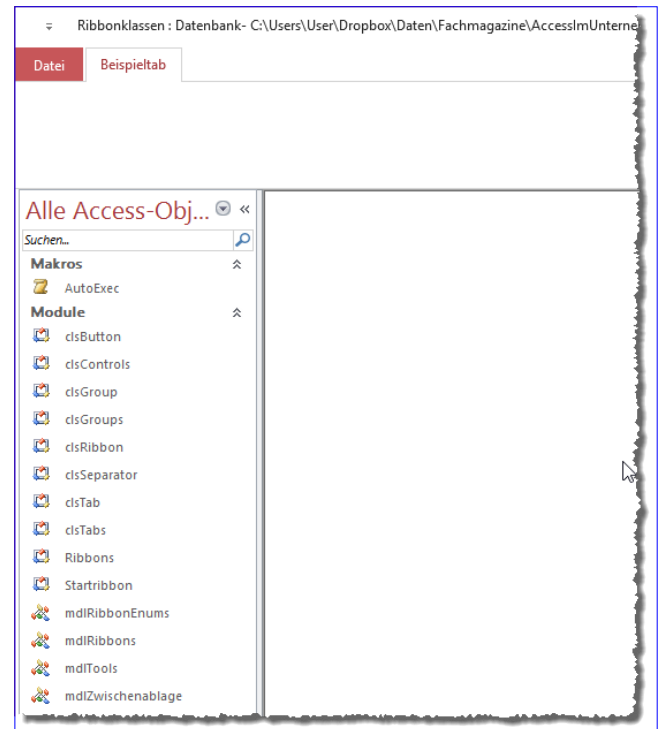 Ribbonklassen : Datenbank- C:\Users\User\Dropbox\Daten\Fachmagazine\AccessImUnterne
Datei Beispieltab
Alle Access-Obj... «
Suchen...
Makros
AutoExec
Module
clsButton
clsControls
clsGroup
clsGroups
clsRibbon
clsSeparator
clsTab
clsTabs
Ribbons
Startribbon
mdlRibbonEnums
mdlRibbons
mdlTools
mdlZwischenablage